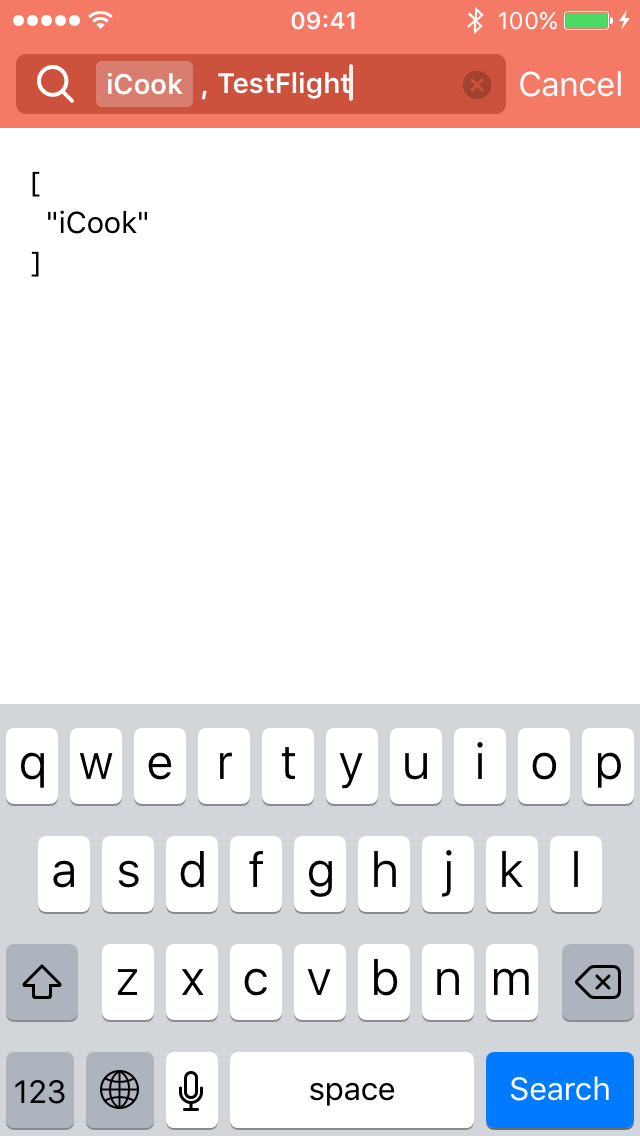 09:41 100%
iCook , TestFlight Cancel
[
"iCook"
]
q w e r t y u i o p
a s d f g h j k l
z x c v b n m
123 space Search